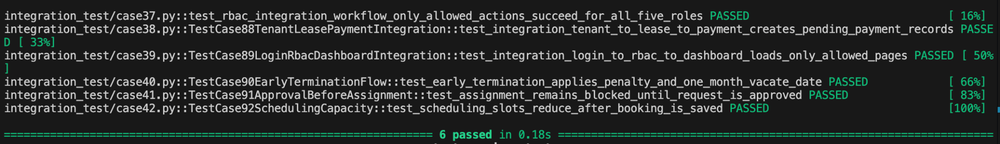 integration_test/case37.py::test_rbac_integration_workflow_only_allowed_actions_succeed_for_all_five_roles PASSED [ 16%]
integration_test/case38.py::TestCase88TenantLeasePaymentIntegration::test_integration_tenant_to_lease_to_payment_creates_pending_payment_records PASSE
D [ 33%]
integration_test/case39.py::TestCase89LoginRbacDashboardIntegration::test_integration_login_to_rbac_to_dashboard_loads_only_allowed_pages PASSED [ 50%
]
integration_test/case40.py::TestCase90EarlyTerminationFlow::test_early_termination_applies_penalty_and_one_month_vacate_date PASSED [ 66%]
integration_test/case41.py::TestCase91ApprovalBeforeAssignment::test_assignment_remains_blocked_until_request_is_approved PASSED [ 83%]
integration_test/case42.py::TestCase92SchedulingCapacity::test_scheduling_slots_reduce_after_booking_is_saved PASSED [100%]
================================================================= 6 passed in 0.18s ==================================================================